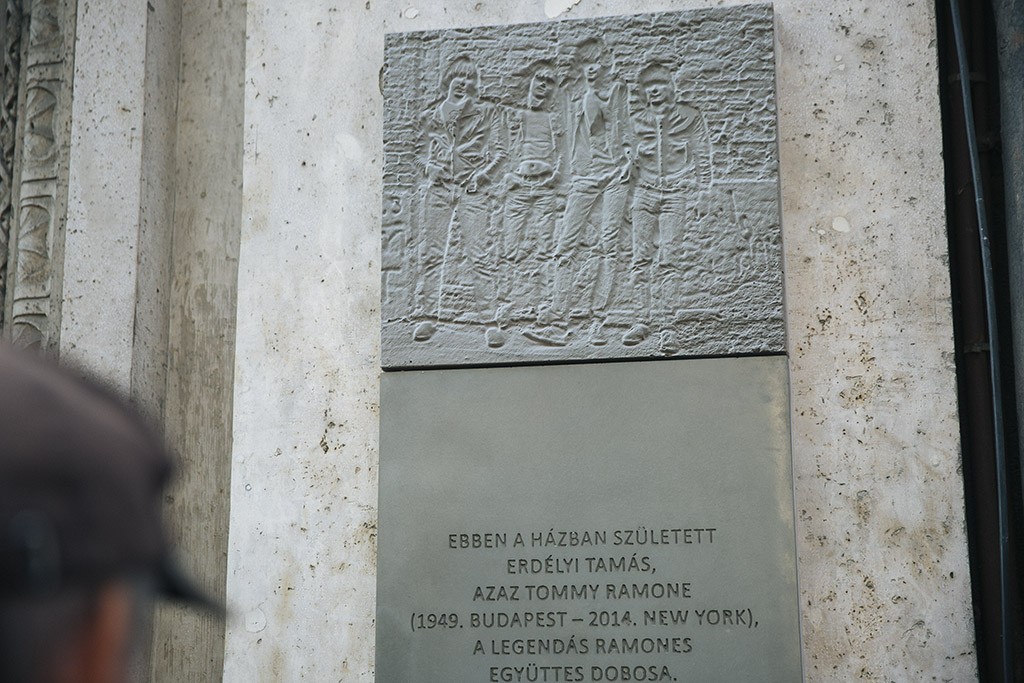 EBBEN A HÁZBAN SZÜLETETT
ERDÉLYI TAMÁS,
AZAZ TOMMY RAMONE
(1949. BUDAPEST – 2014. NEW YORK),
A LEGENDÁS RAMONES
EGYÜTTES DOBOSA.